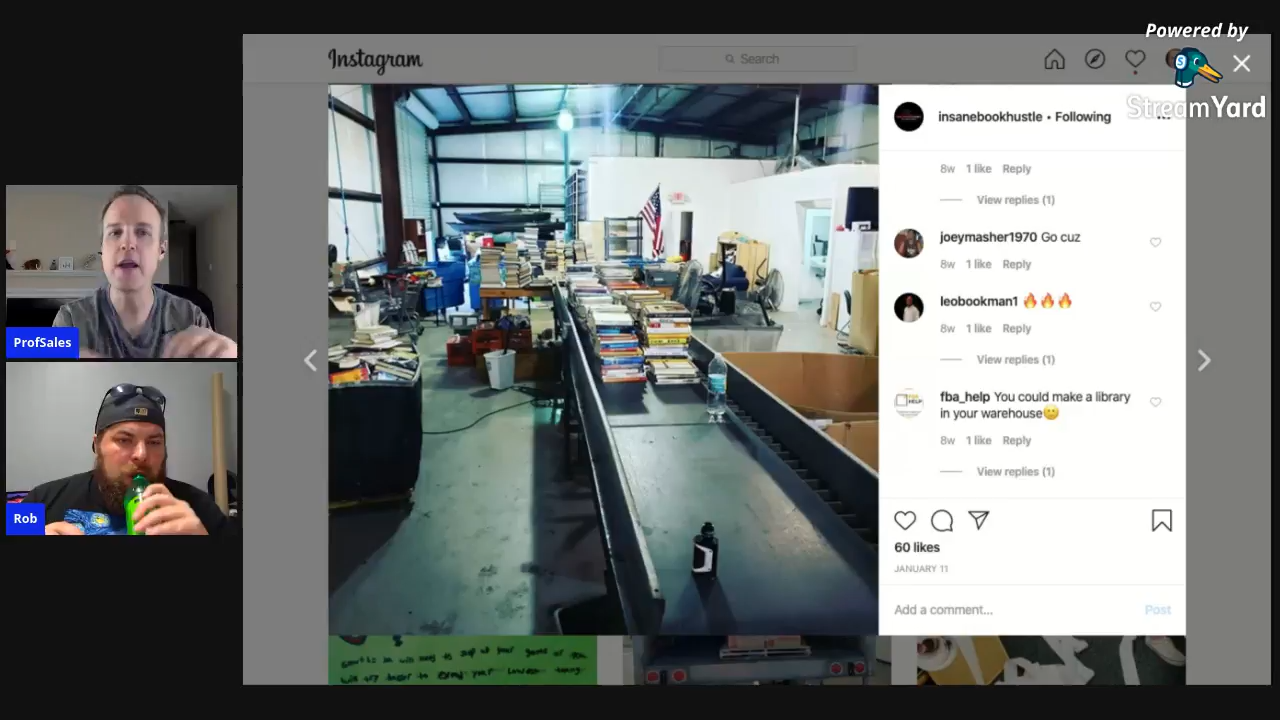 Powered by
StreamYard
Instagram
Search
insanebookhustle • Following
8w 1 like Reply
View replies (1)
joeymasher1970 Go cuz
8w 1 like Reply
leobookman1 🔥🔥🔥
8w 1 like Reply
View replies (1)
fba_help You could make a library
in your warehouse
8w 1 like Reply
View replies (1)
60 likes
JANUARY 11
Add a comment...
Post
ProfSales
Rob